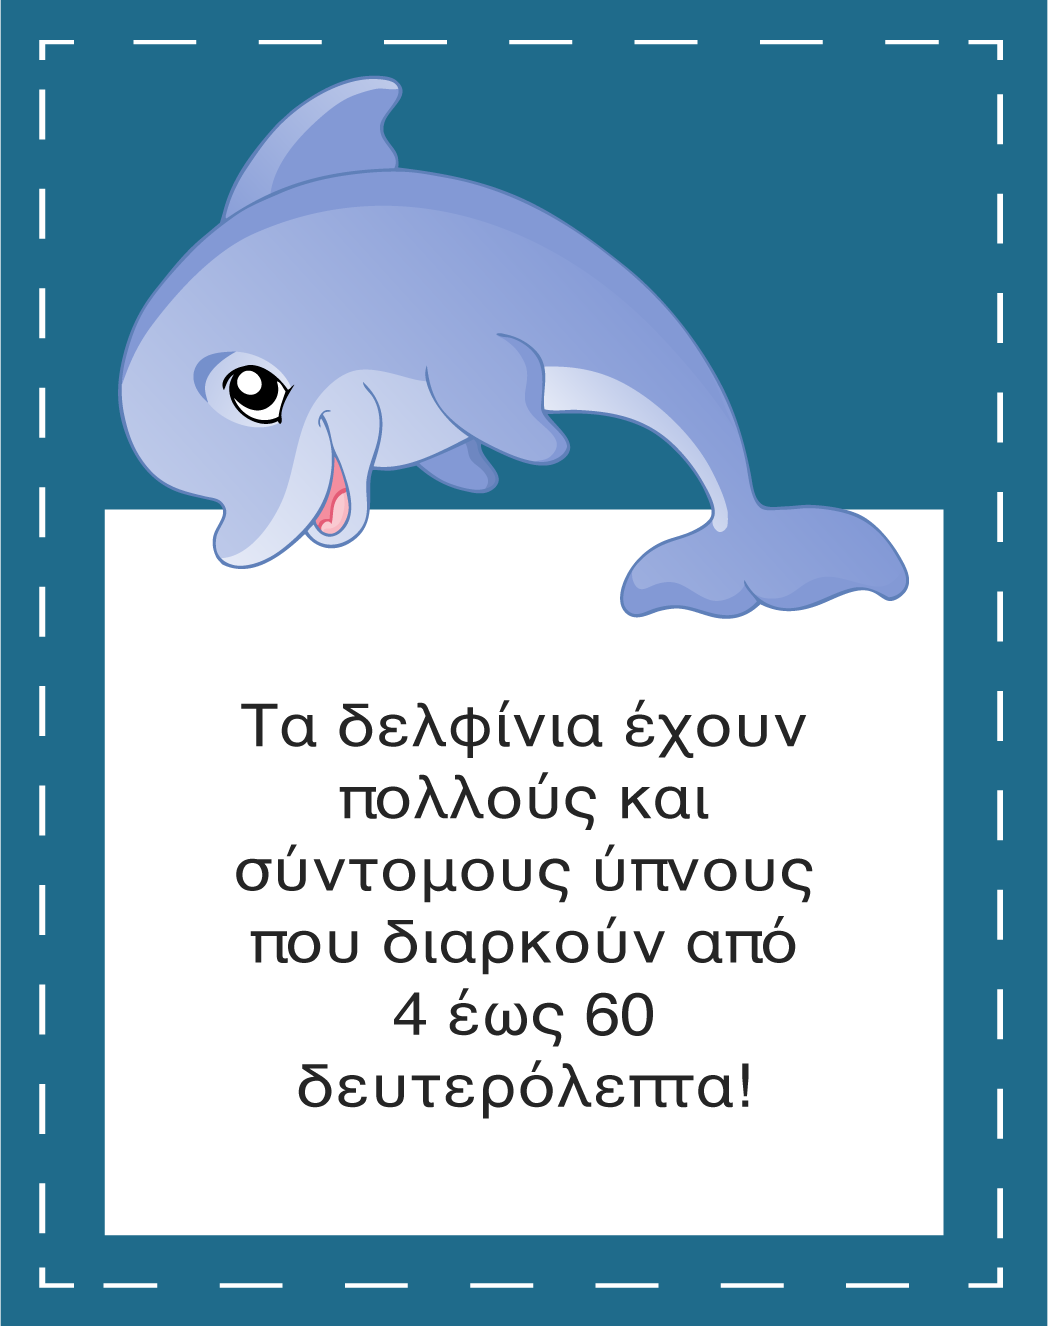 Τα δελφίνια έχουν
πολλούς και
σύντομους ύπνους
που διαρκούν από
4 έως 60
δευτερόλεπτα!